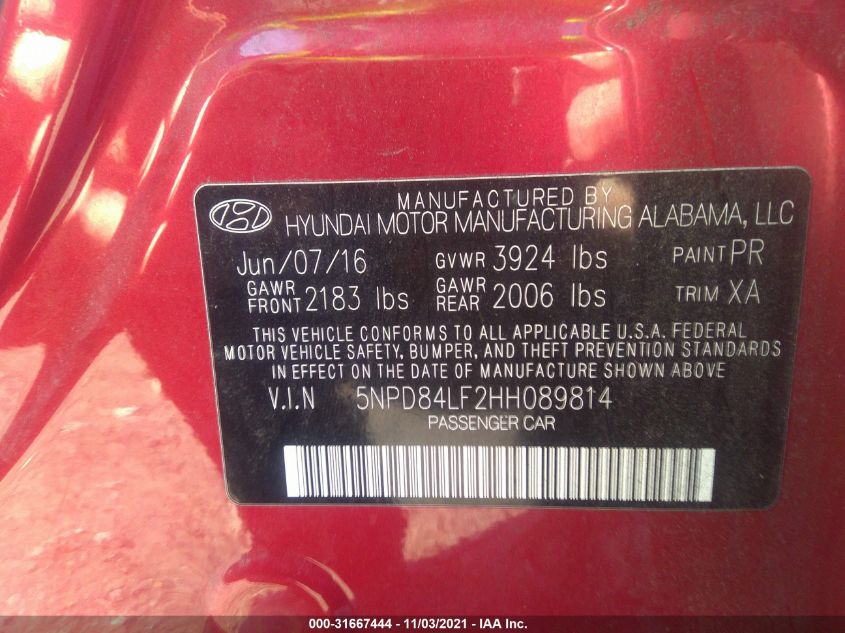 MANUFACTURED BY
HYUNDAI MOTOR MANUFACTURING ALABAMA, LLC
Jun/07/16 GVWR 3924 lbs PAINT PR
GAWR FRONT 2183 lbs GAWR REAR 2006 lbs TRIM XA
THIS VEHICLE CONFORMS TO ALL APPLICABLE U.S.A. FEDERAL
MOTOR VEHICLE SAFETY, BUMPER, AND THEFT PREVENTION STANDARDS
IN EFFECT ON THE DATE OF MANUFACTURE SHOWN ABOVE
V.I.N 5NPD84LF2HH089814
PASSENGER CAR
000-31667444 - 11/03/2021 - IAA Inc.